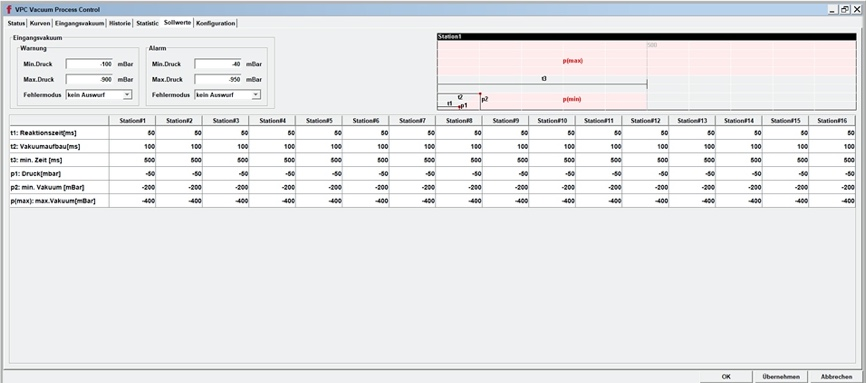 VPC Vacuum Process Control
Status Kurven Eingangsvakuum Historie Statistic Sollwerte Konfiguration
Eingangsvakuum
Warnung
Min.Druck -100 mBar
Max.Druck -900 mBar
Fehlermodus kein Auswurf
Alarm
Min.Druck -40 mBar
Max.Druck -950 mBar
Fehlermodus kein Auswurf
Station1
500
p(max)
t3
t2
t1 p1 p2 p(min)
Station#1 Station#2 Station#3 Station#4 Station#5 Station#6 Station#7 Station#8 Station#9 Station#10 Station#11 Station#12 Station#13 Station#14 Station#15 Station#16
t1: Reaktionszeit[ms] 50 50 50 50 50 50 50 50 50 50 50 50 50 50 50 50
t2: Vakuumaufbau[ms] 100 100 100 100 100 100 100 100 100 100 100 100 100 100 100 100
t3: min. Zeit [ms] 500 500 500 500 500 500 500 500 500 500 500 500 500 500 500 500
p1: Druck[mbar] -50 -50 -50 -50 -50 -50 -50 -50 -50 -50 -50 -50 -50 -50 -50 -50
p2: min. Vakuum [mBar] -200 -200 -200 -200 -200 -200 -200 -200 -200 -200 -200 -200 -200 -200 -200 -200
p(max): max.Vakuum[mBar] -400 -400 -400 -400 -400 -400 -400 -400 -400 -400 -400 -400 -400 -400 -400 -400
OK Übernehmen Abbrechen